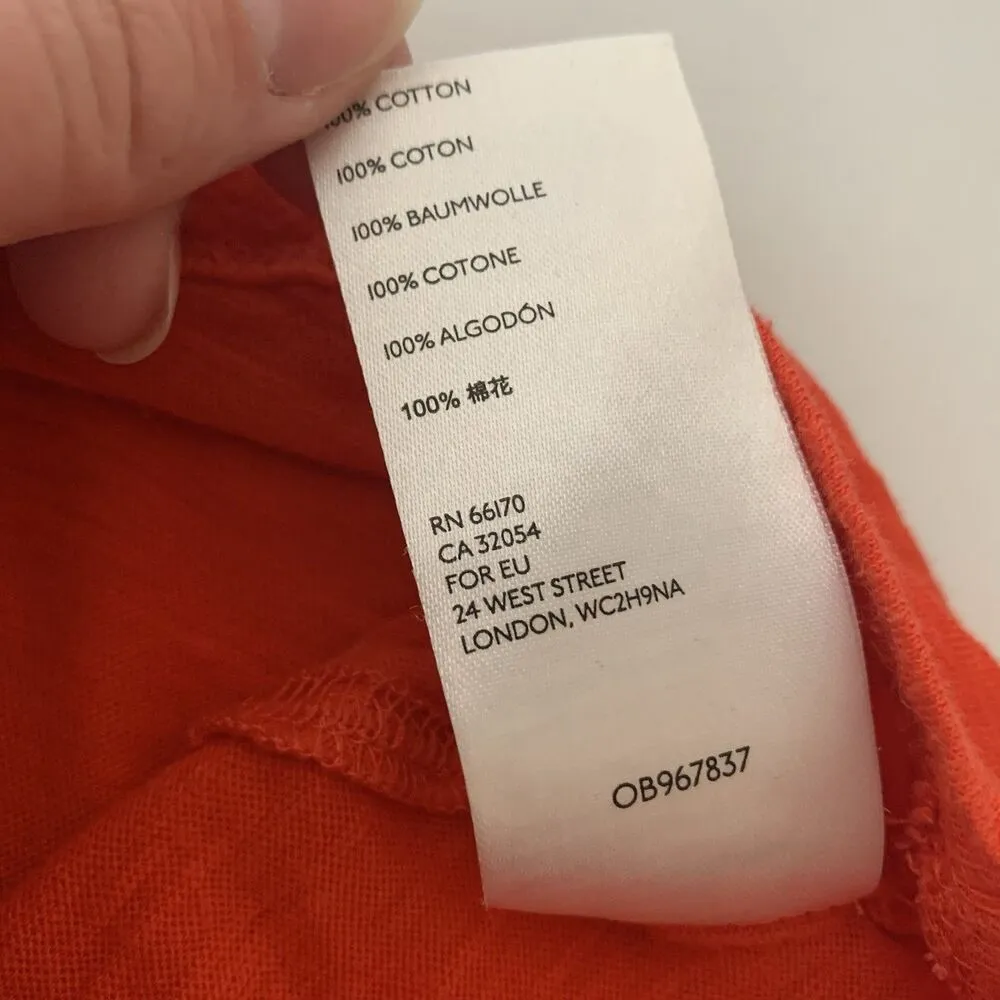 100% COTTON
100% COTON
100% BAUMWOLLE
100% COTONE
100% ALGODÓN
100% 棉花
RN 66170
CA 32054
FOR EU
24 WEST STREET
LONDON, WC2H9NA
OB967837